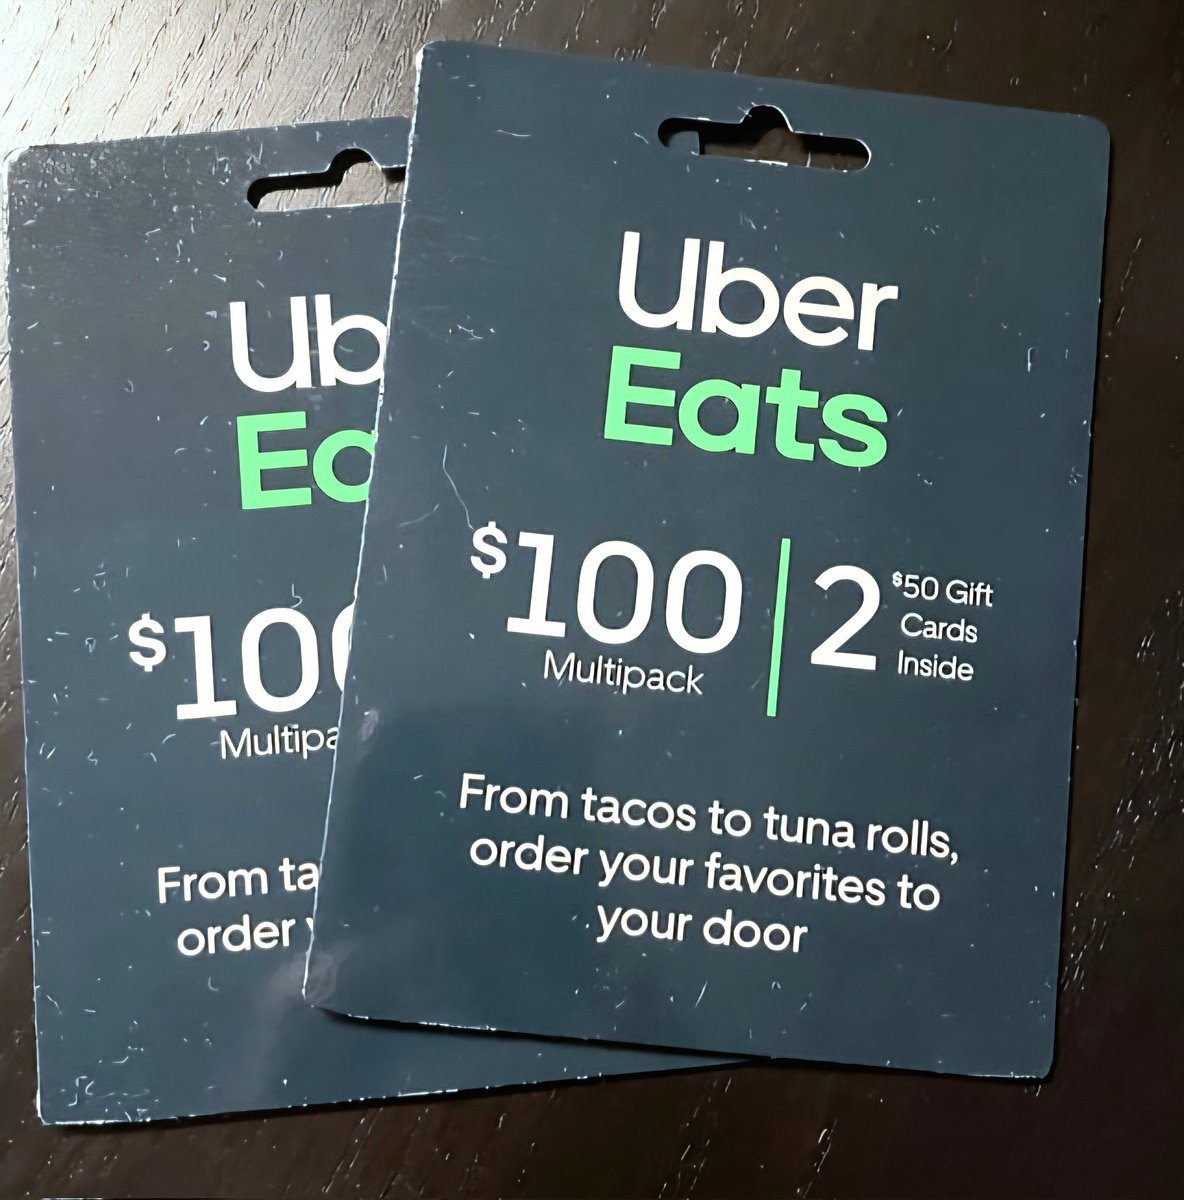 Uber
Eats
$100
Multipack
2
$50 Gift
Cards
Inside
From tacos to tuna rolls,
order your favorites to
your door
Ub
Ea
$100
Multipa
From ta
order